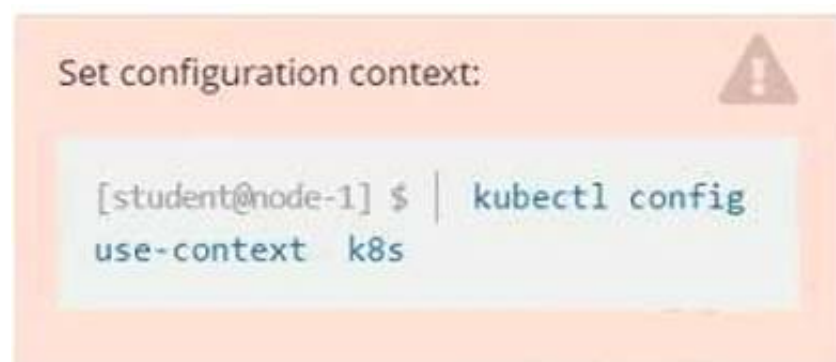 Set configuration context:
[student@node-1] $ | kubectl config
use-context k8s